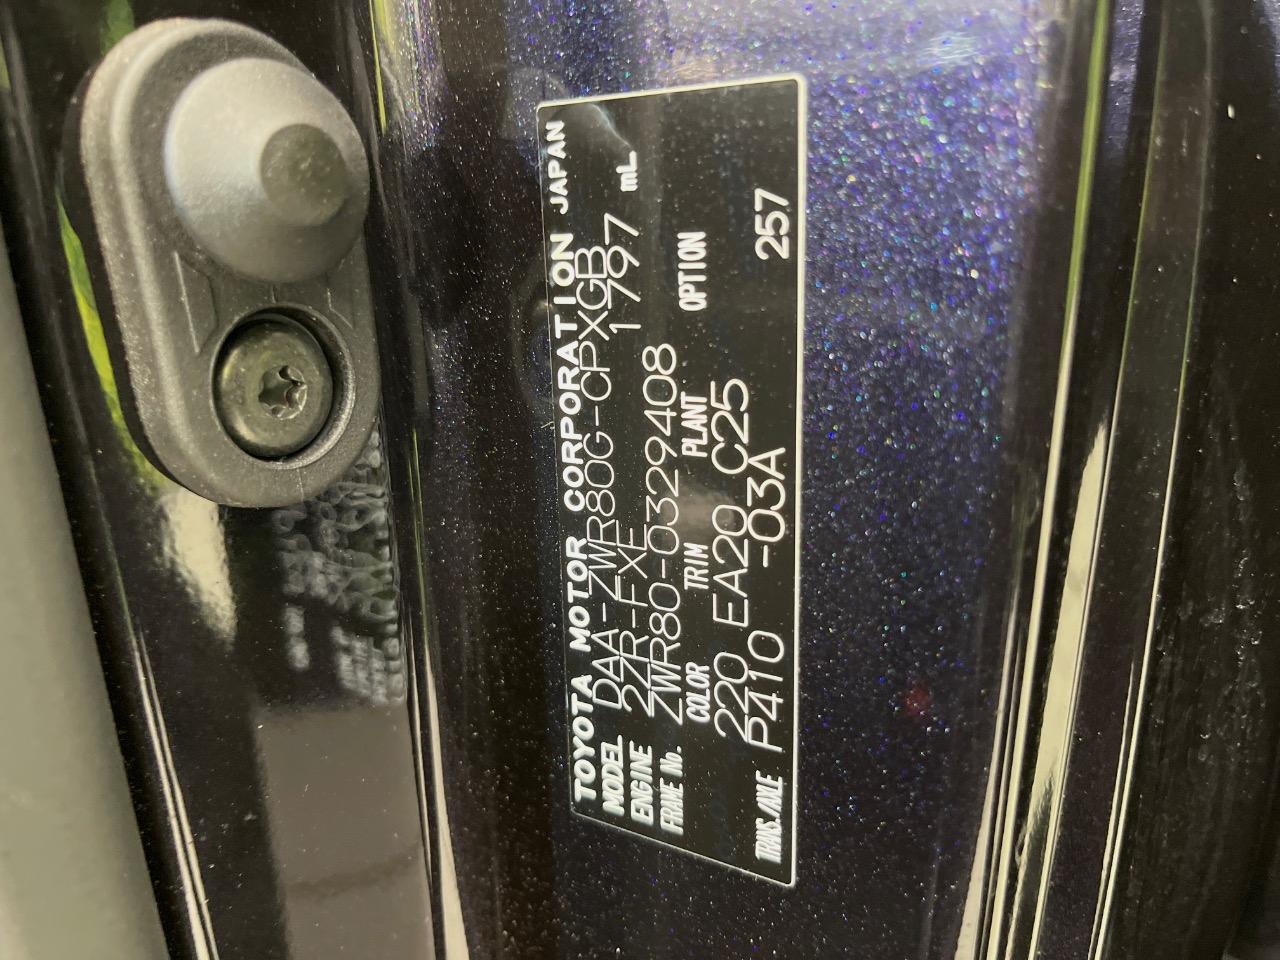 TOYOTA MOTOR CORPORATION JAPAN
MODEL DAA-ZWR80G-CPXGB
ENGINE 2ZR-FXE 1797 mL
FRAME No. ZWR80-0329408
COLOR TRIM PLANT OPTION
220 EA20 C25
TRANS./AXLE P410 -03A 257